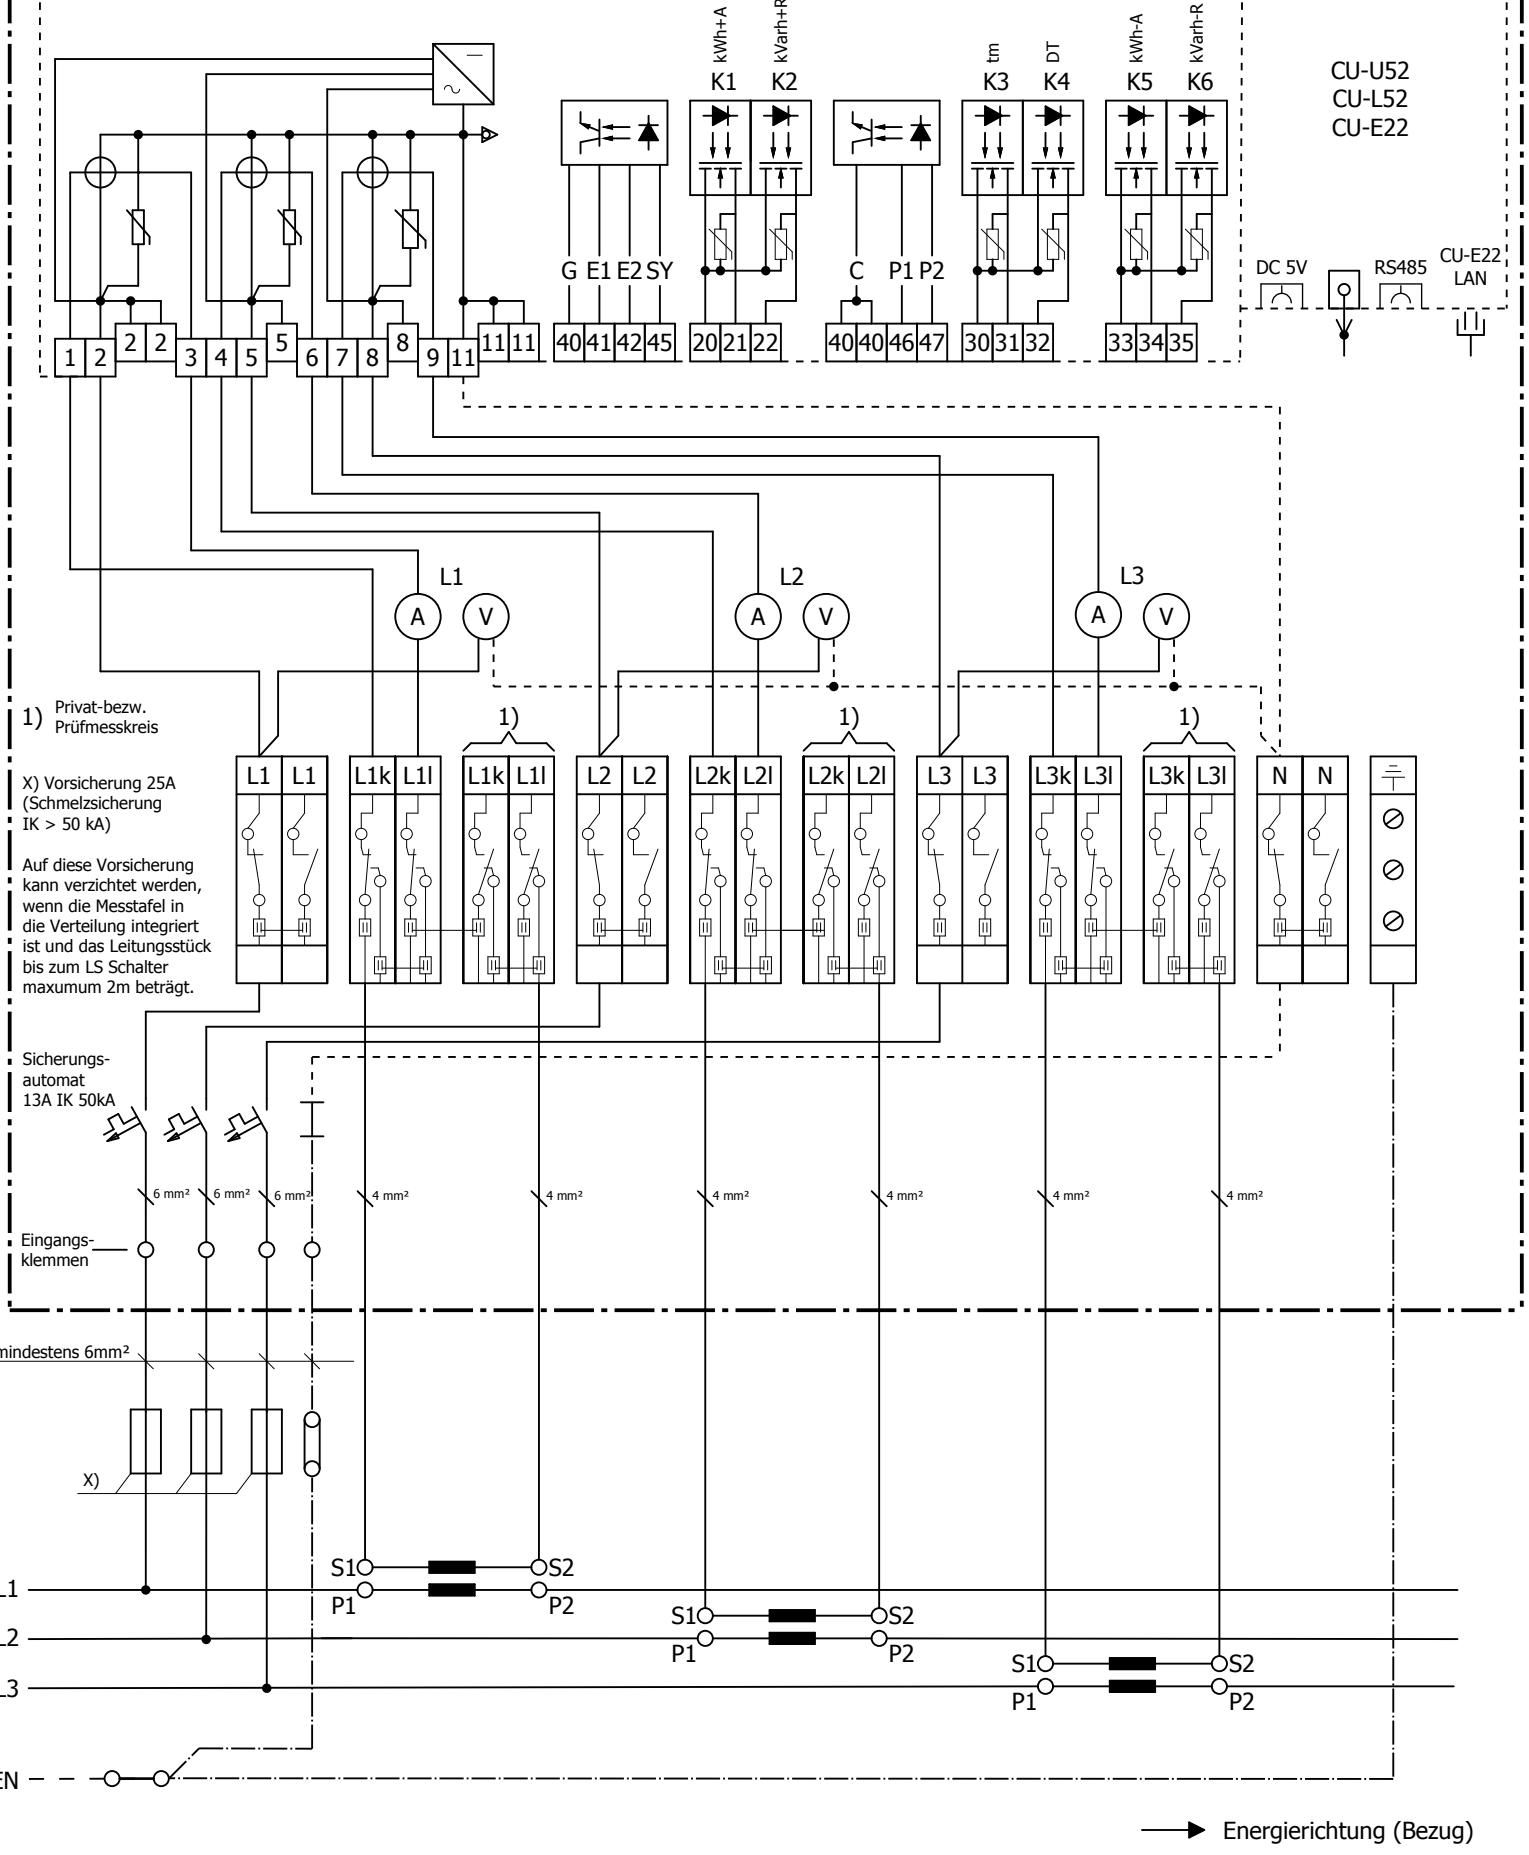 kWh+A kVarh+R tm DT kWh-A kVarh-R
K1 K2 K3 K4 K5 K6
CU-U52
CU-L52
CU-E22
G E1 E2 SY C P1 P2
DC 5V RS485 CU-E22
LAN
1 2 2 2 3 4 5 5 6 7 8 8 9 11 11 11 40 41 42 45 20 21 22 40 40 46 47 30 31 32 33 34 35
L1 L2 L3
A V A V A V
1) Privat-bezw.
Prüfmesskreis
1) 1) 1)
L1 L1 L1k L1l L1k L1l L2 L2 L2k L2l L2k L2l L3 L3 L3k L3l L3k L3l N N
X) Vorsicherung 25A
(Schmelzsicherung
IK > 50 kA)
Auf diese Vorsicherung
kann verzichtet werden,
wenn die Messtafel in
die Verteilung integriert
ist und das Leitungsstück
bis zum LS Schalter
maxumum 2m beträgt.
Sicherungs-
automat
13A IK 50kA
6 mm² 6 mm² 6 mm² 4 mm² 4 mm² 4 mm² 4 mm² 4 mm² 4 mm²
Eingangs-
klemmen
mindestens 6mm²
X)
S1 S2
L1
P1 P2
S1 S2
L2
P1 P2
S1 S2
L3
P1 P2
EN
Energierichtung (Bezug)